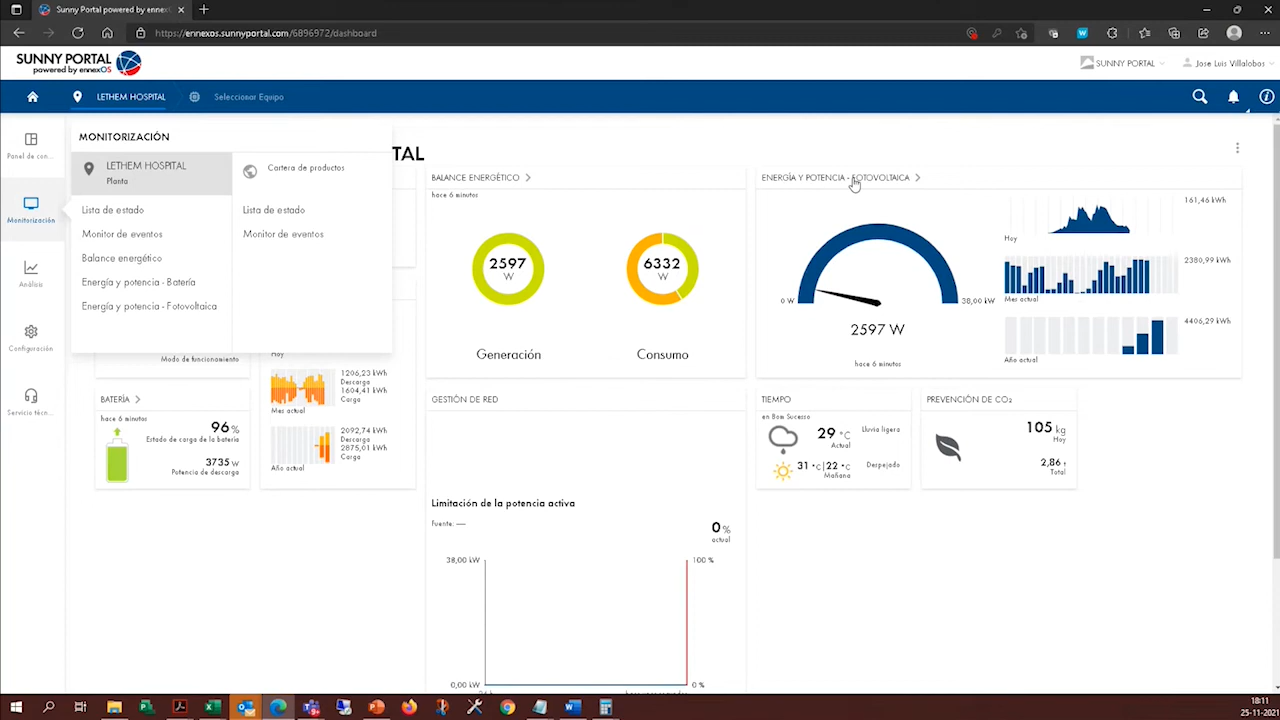 Sunny Portal powered by ennexO
https://ennexos.sunnyportal.com/6896972/dashboard
SUNNY PORTAL
powered by ennexOS
SUNNY PORTAL
Jose Luis Villalobos
LETHEM HOSPITAL
Seleccionar Equipo
Panel de con...
Monitorización
Análisis
Configuración
Servicio técn...
MONITORIZACIÓN
LETHEM HOSPITAL
Planta
Lista de estado
Monitor de eventos
Balance energético
Energía y potencia - Batería
Energía y potencia - Fotovoltaica
Cartera de productos
Lista de estado
Monitor de eventos
TAL
Modo de funcionamiento
BATERÍA
hace 6 minutos
96 %
Estado de carga de la batería
3735 W
Potencia de descarga
Hoy
1206,23 kWh
Descarga
1604,41 kWh
Carga
Mes actual
2092,74 kWh
Descarga
2875,01 kWh
Carga
Año actual
BALANCE ENERGÉTICO
hace 6 minutos
2597
W
Generación
6332
W
Consumo
GESTIÓN DE RED
Limitación de la potencia activa
Fuente: —
0 %
actual
38,00 kW
100 %
0,00 kW
0 %
ENERGÍA Y POTENCIA - FOTOVOLTAICA
0 W
38,00 kW
2597 W
hace 6 minutos
161,46 kWh
Hoy
2380,99 kWh
Mes actual
4406,29 kWh
Año actual
TIEMPO
en Bom Sucesso
29 °C
Actual
Lluvia ligera
31 °C|22 °C
Mañana
Despejado
PREVENCIÓN DE CO₂
105 kg
Hoy
2,86 t
Total
18:11
25-11-2021